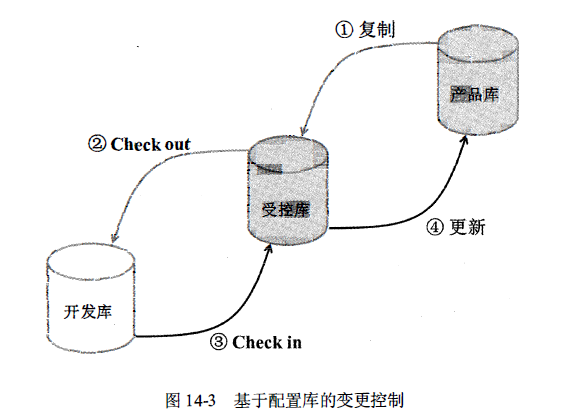 ① 复制
产品库
② Check out
受控库
④ 更新
开发库
③ Check in
图 14-3 基于配置库的变更控制